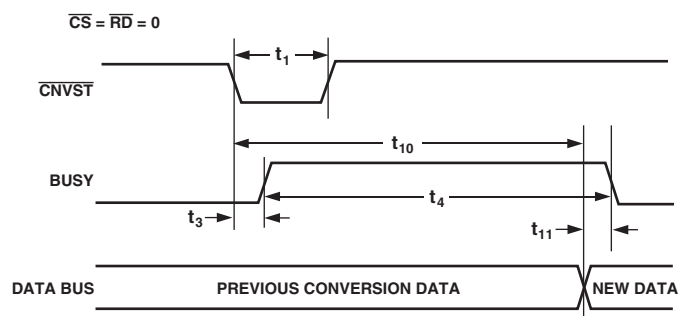 CS = RD = 0
t1
CNVST
t10
BUSY
t4
t3
t11
DATA BUS PREVIOUS CONVERSION DATA NEW DATA